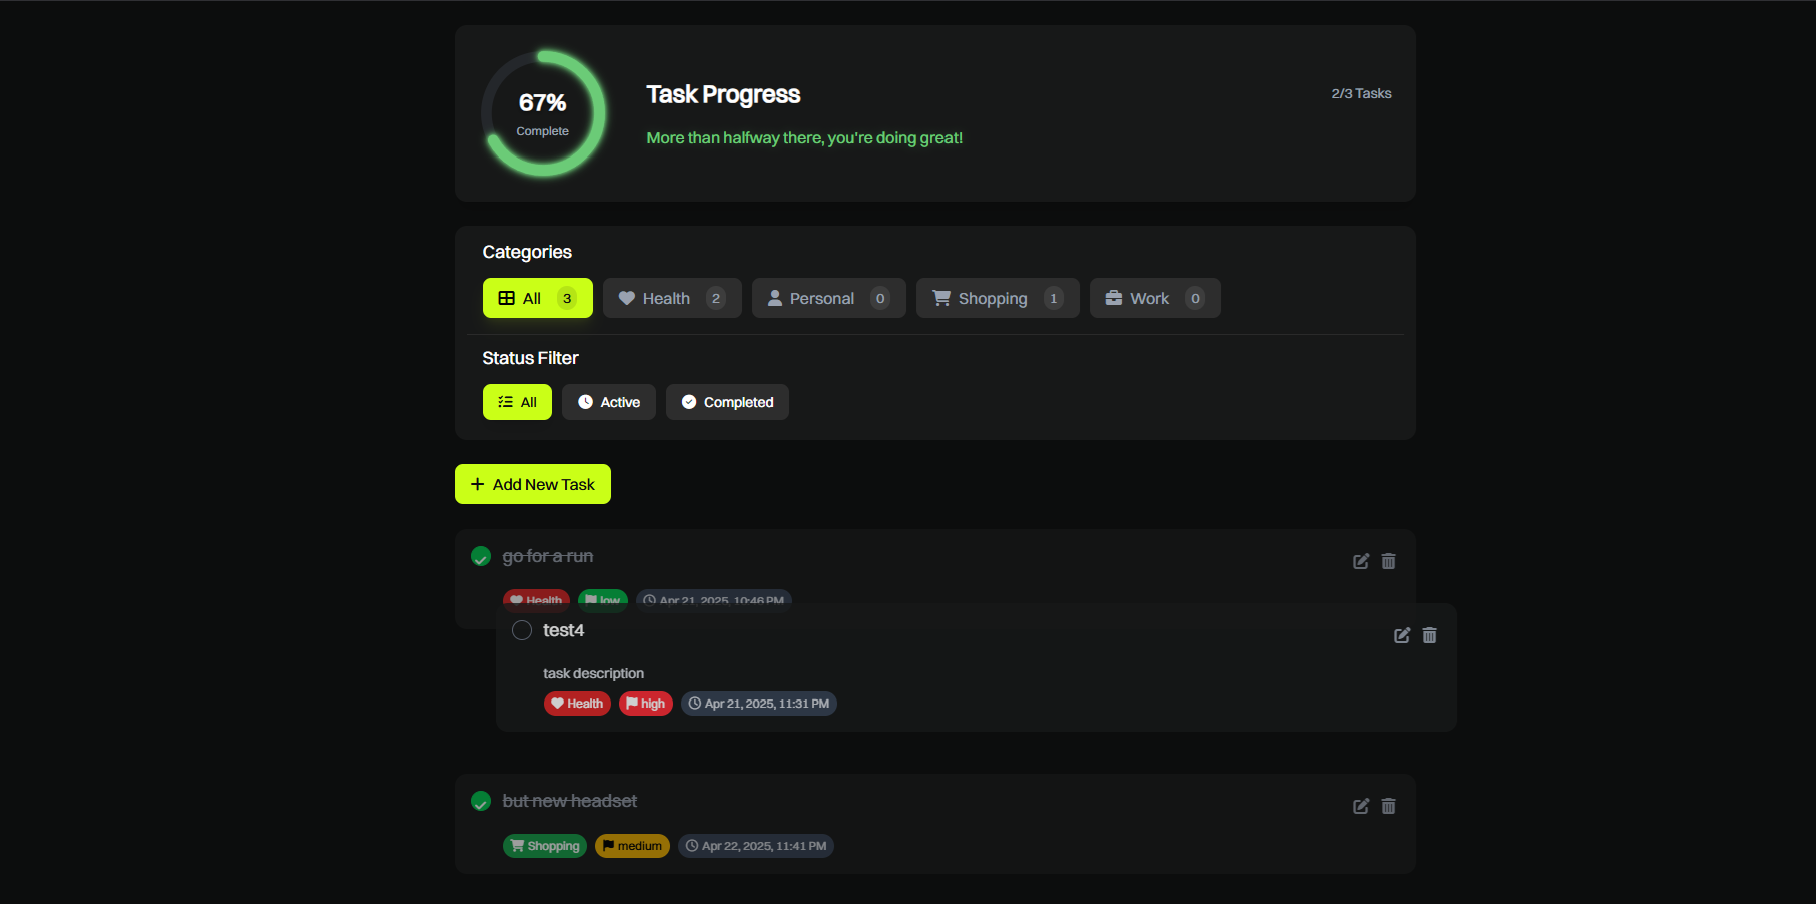 67%
Complete
Task Progress
2/3 Tasks
More than halfway there, you're doing great!
Categories
All 3 Health 2 Personal 0 Shopping 1 Work 0
Status Filter
All Active Completed
Add New Task
go for a run
Health low Apr 21, 2025, 10:46 PM
test4
task description
Health high Apr 21, 2025, 11:31 PM
but new headset
Shopping medium Apr 22, 2025, 11:41 PM